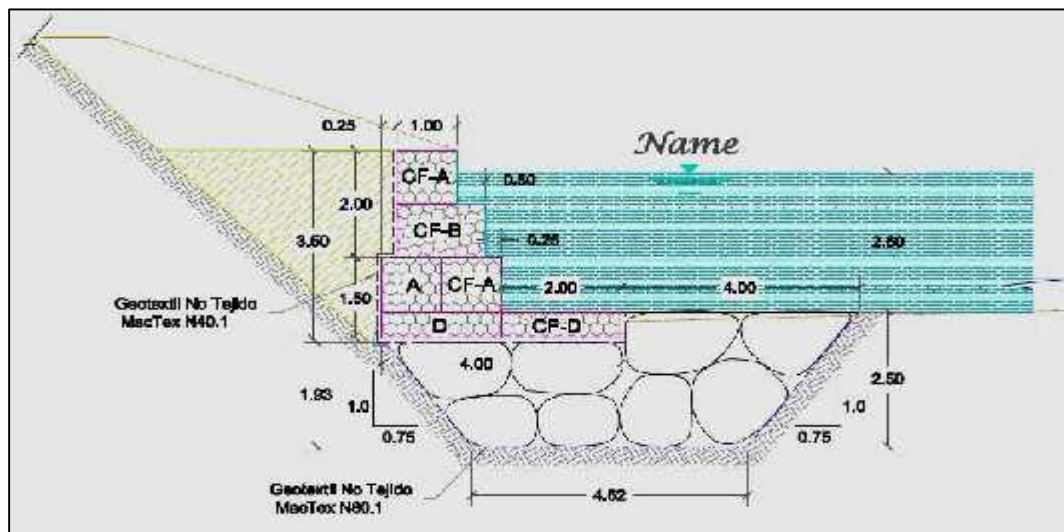 0.25
1.00
Name
CF-A
0.50
2.00
CF-B
3.60
0.25
2.80
A
CF-A
2.00
4.00
1.50
Geotextil No Tejido
MacTex N40.1
D
CF-D
4.00
2.50
1.93
1.0
1.0
0.75
0.75
Geotextil No Tejido
MacTex N60.1
4.62